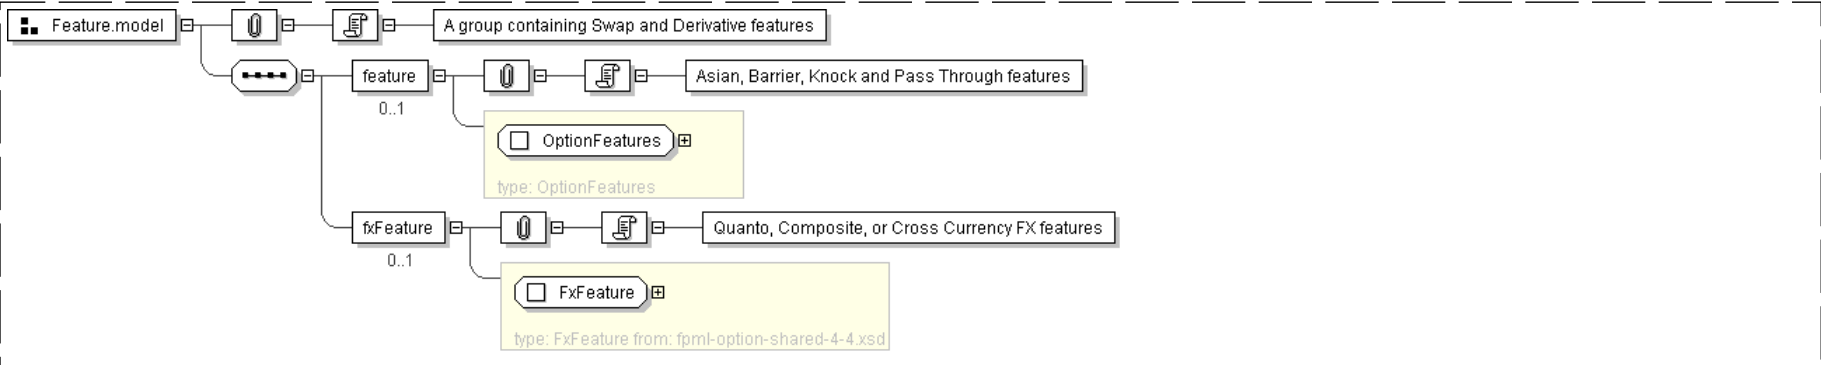 Feature.model
A group containing Swap and Derivative features
feature
Asian, Barrier, Knock and Pass Through features
0..1
OptionFeatures
type: OptionFeatures
fxFeature
Quanto, Composite, or Cross Currency FX features
0..1
FxFeature
type: FxFeature from: fpml-option-shared-4-4.xsd